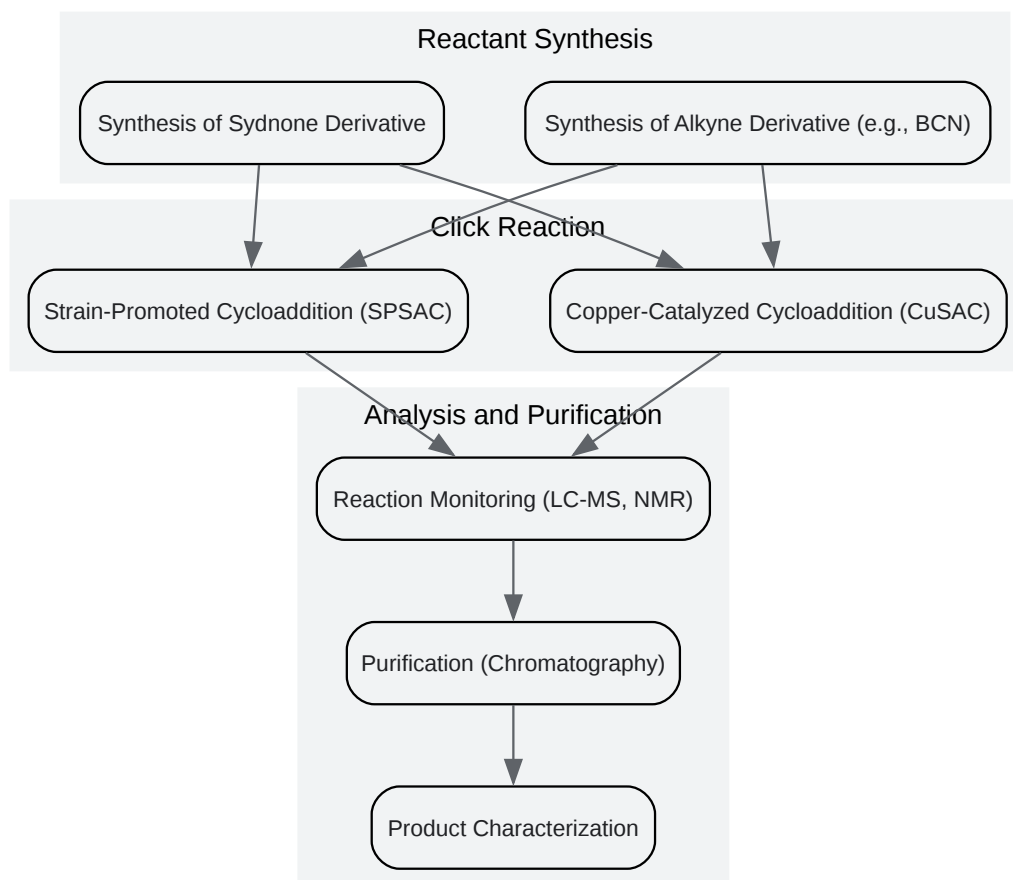 Reactant Synthesis
Synthesis of Sydnone Derivative
Synthesis of Alkyne Derivative (e.g., BCN)
Click Reaction
Strain-Promoted Cycloaddition (SPSAC)
Copper-Catalyzed Cycloaddition (CuSAC)
Analysis and Purification
Reaction Monitoring (LC-MS, NMR)
Purification (Chromatography)
Product Characterization